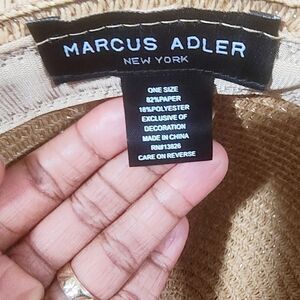 MARCUS ADLER
NEW YORK
ONE SIZE
82%PAPER
18%POLYESTER
EXCLUSIVE OF
DECORATION
MADE IN CHINA
RN#13826
CARE ON REVERSE